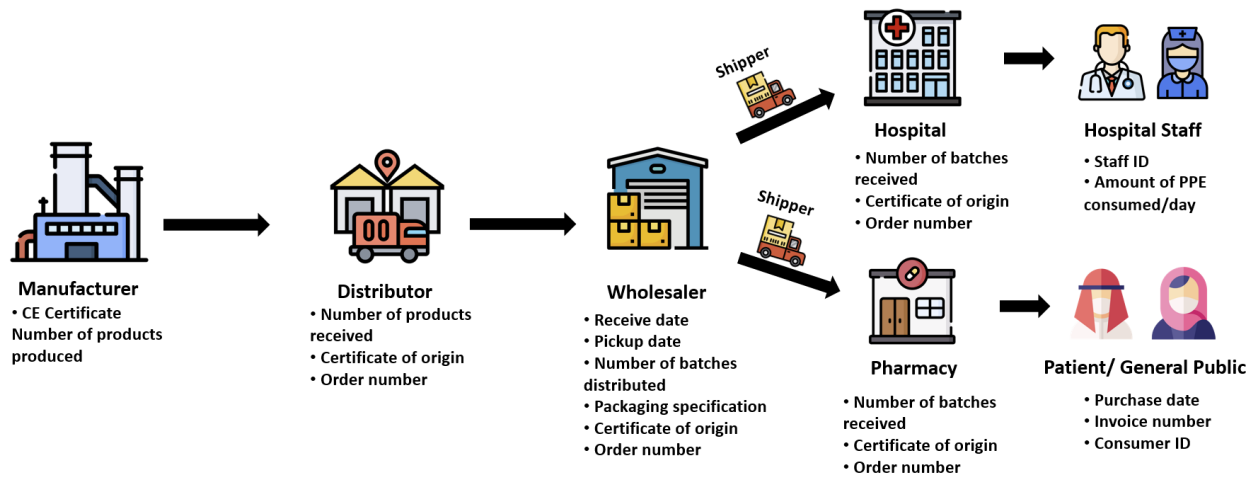 Manufacturer
• CE Certificate
Number of products
produced
Distributor
• Number of products
received
• Certificate of origin
• Order number
Wholesaler
• Receive date
• Pickup date
• Number of batches
distributed
• Packaging specification
• Certificate of origin
• Order number
Shipper
Hospital
• Number of batches
received
• Certificate of origin
• Order number
Hospital Staff
• Staff ID
• Amount of PPE
consumed/day
Shipper
Pharmacy
• Number of batches
received
• Certificate of origin
• Order number
Patient/ General Public
• Purchase date
• Invoice number
• Consumer ID